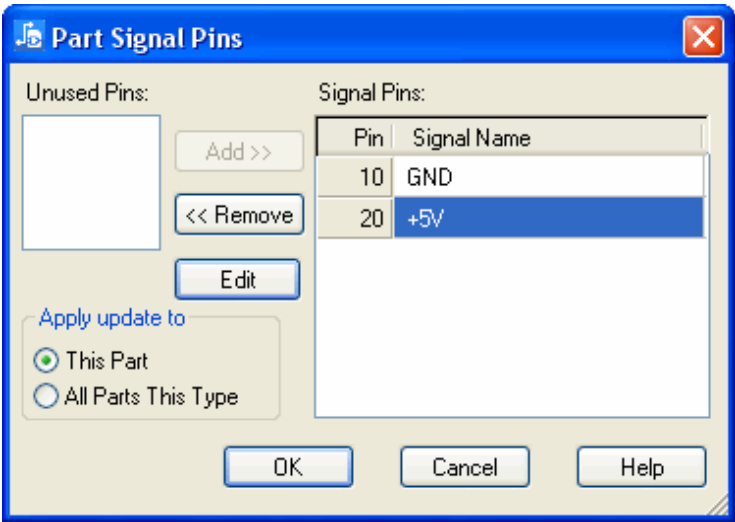 Part Signal Pins
Unused Pins:
Signal Pins:
Add >>
<< Remove
Edit
Pin Signal Name
10 GND
20 +5V
Apply update to
This Part
All Parts This Type
OK
Cancel
Help